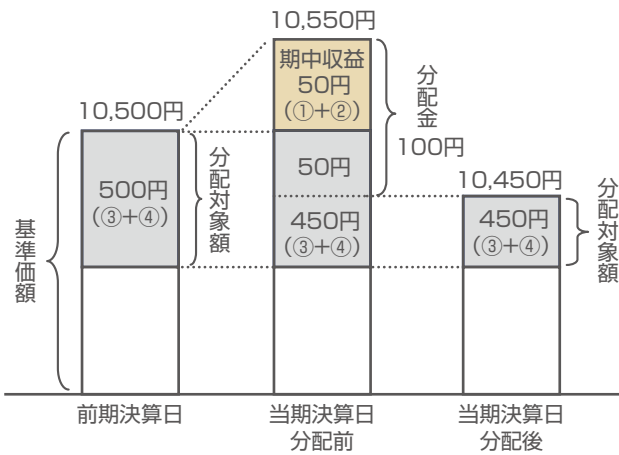 10,550円
期中収益
50円
(①+②)
分配金
100円
10,500円
500円
(③+④)
分配対象額
50円
450円
(③+④)
10,450円
450円
(③+④)
分配対象額
基準価額
前期決算日
当期決算日
分配前
当期決算日
分配後